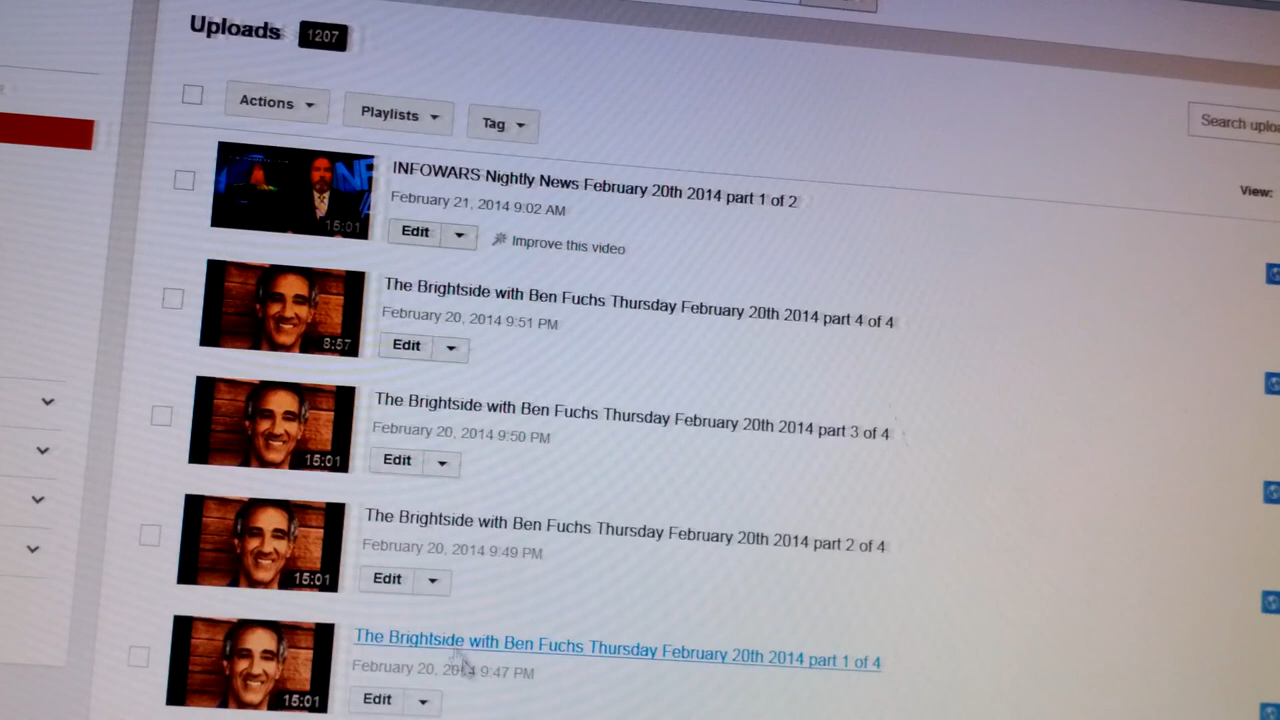 Uploads 1207
Actions Playlists Tag
Search uplo
View:
INFOWARS Nightly News February 20th 2014 part 1 of 2
February 21, 2014 9:02 AM
15:01
Edit Improve this video
The Brightside with Ben Fuchs Thursday February 20th 2014 part 4 of 4
February 20, 2014 9:51 PM
8:57
Edit
The Brightside with Ben Fuchs Thursday February 20th 2014 part 3 of 4
February 20, 2014 9:50 PM
15:01
Edit
The Brightside with Ben Fuchs Thursday February 20th 2014 part 2 of 4
February 20, 2014 9:49 PM
15:01
Edit
The Brightside with Ben Fuchs Thursday February 20th 2014 part 1 of 4
February 20, 2014 9:47 PM
15:01
Edit